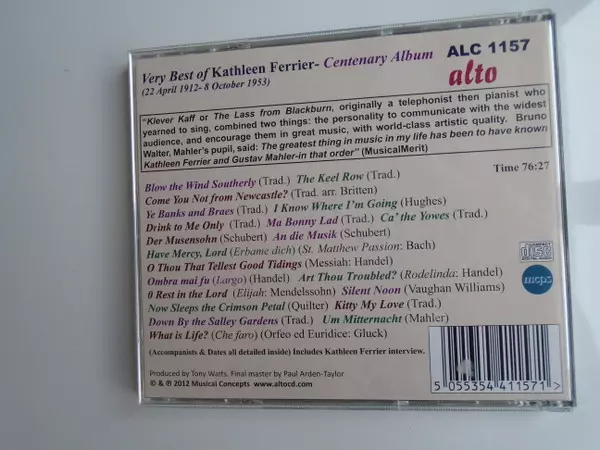 Very Best of Kathleen Ferrier- Centenary Album
(22 April 1912- 8 October 1953)
ALC 1157
alto
"Klever Kaff or The Lass from Blackburn, originally a telephonist then pianist who
yearned to sing, combined two things: the personality to communicate with the widest
audience, and encourage them in great music, with world-class artistic quality. Bruno
Walter, Mahler's pupil, said: The greatest thing in music in my life has been to have known
Kathleen Ferrier and Gustav Mahler-in that order" (MusicalMerit)
Time 76:27
Blow the Wind Southerly (Trad.) The Keel Row (Trad.)
Come You Not from Newcastle? (Trad. arr. Britten)
Ye Banks and Braes (Trad.) I Know Where I'm Going (Hughes)
Drink to Me Only (Trad.) Ma Bonny Lad (Trad.) Ca' the Yowes (Trad.)
Der Musensohn (Schubert) An die Musik (Schubert)
Have Mercy, Lord (Erbame dich) (St. Matthew Passion: Bach)
O Thou That Tellest Good Tidings (Messiah: Handel)
Ombra mai fu (Largo) (Handel) Art Thou Troubled? (Rodelinda: Handel)
0 Rest in the Lord (Elijah: Mendelssohn) Silent Noon (Vaughan Williams)
Now Sleeps the Crimson Petal (Quilter) Kitty My Love (Trad.)
Down By the Salley Gardens (Trad.) Um Mitternacht (Mahler)
What is Life? (Che faro) (Orfeo ed Euridice: Gluck)
(Accompanists & Dates all detailed inside) Includes Kathleen Ferrier interview.
COMPACT
disc
DIGITAL AUDIO
mcps
Produced by Tony Watts. Final master by Paul Arden-Taylor
© & ℗ 2012 Musical Concepts www.altocd.com
5 055354 411571 >